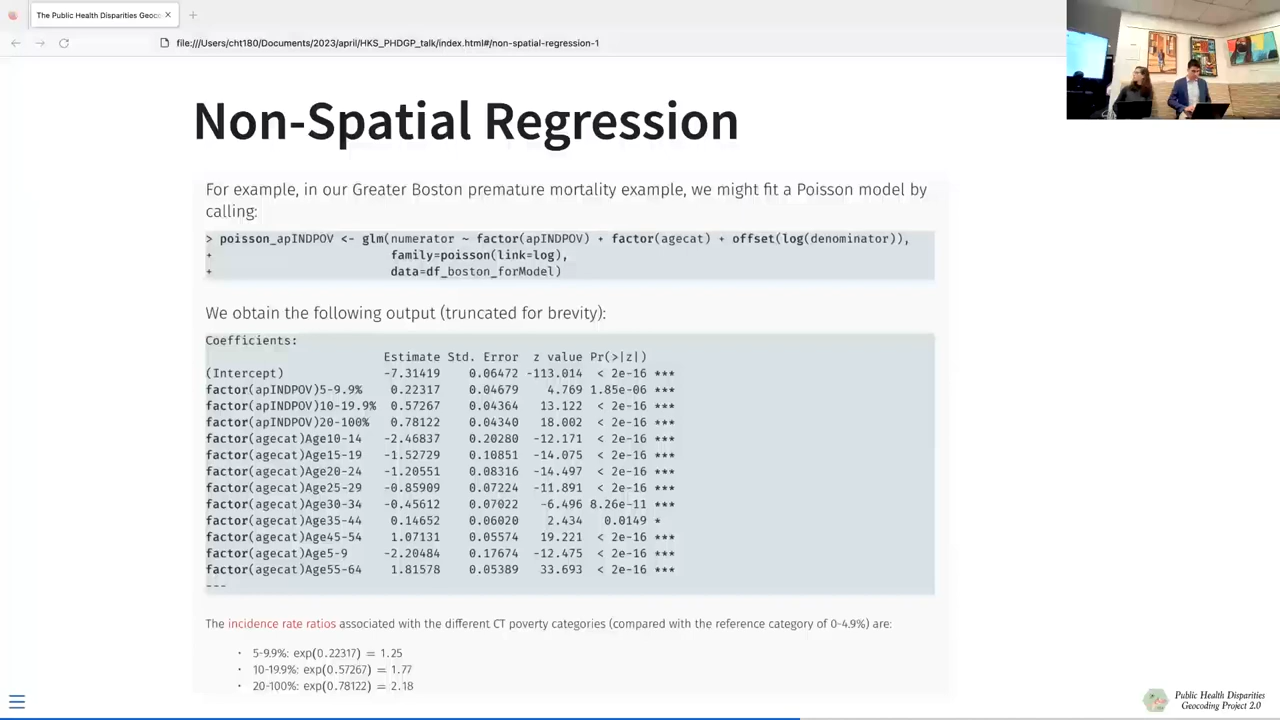 The Public Health Disparities Geoco
file:///Users/cht180/Documents/2023/april/HKS_PHDGP_talk/index.html#/non-spatial-regression-1
Non-Spatial Regression
For example, in our Greater Boston premature mortality example, we might fit a Poisson model by
calling:
> poisson_apINDPOV <- glm(numerator ~ factor(apINDPOV) + factor(agecat) + offset(log(denominator)),
+ family=poisson(link=log),
+ data=df_boston_forModel)
We obtain the following output (truncated for brevity):
Coefficients:
Estimate Std. Error z value Pr(>|z|)
(Intercept) -7.31419 0.06472 -113.014 < 2e-16 ***
factor(apINDPOV)5-9.9% 0.22317 0.04679 4.769 1.85e-06 ***
factor(apINDPOV)10-19.9% 0.57267 0.04364 13.122 < 2e-16 ***
factor(apINDPOV)20-100% 0.78122 0.04340 18.002 < 2e-16 ***
factor(agecat)Age10-14 -2.46837 0.20280 -12.171 < 2e-16 ***
factor(agecat)Age15-19 -1.52729 0.10851 -14.075 < 2e-16 ***
factor(agecat)Age20-24 -1.20551 0.08316 -14.497 < 2e-16 ***
factor(agecat)Age25-29 -0.85909 0.07224 -11.891 < 2e-16 ***
factor(agecat)Age30-34 -0.45612 0.07022 -6.496 8.26e-11 ***
factor(agecat)Age35-44 0.14652 0.06020 2.434 0.0149 *
factor(agecat)Age45-54 1.07131 0.05574 19.221 < 2e-16 ***
factor(agecat)Age5-9 -2.20484 0.17674 -12.475 < 2e-16 ***
factor(agecat)Age55-64 1.81578 0.05389 33.693 < 2e-16 ***
---
The incidence rate ratios associated with the different CT poverty categories (compared with the reference category of 0-4.9%) are:
• 5-9.9%: exp(0.22317) = 1.25
• 10-19.9%: exp(0.57267) = 1.77
• 20-100%: exp(0.78122) = 2.18
Public Health Disparities
Geocoding Project 2.0